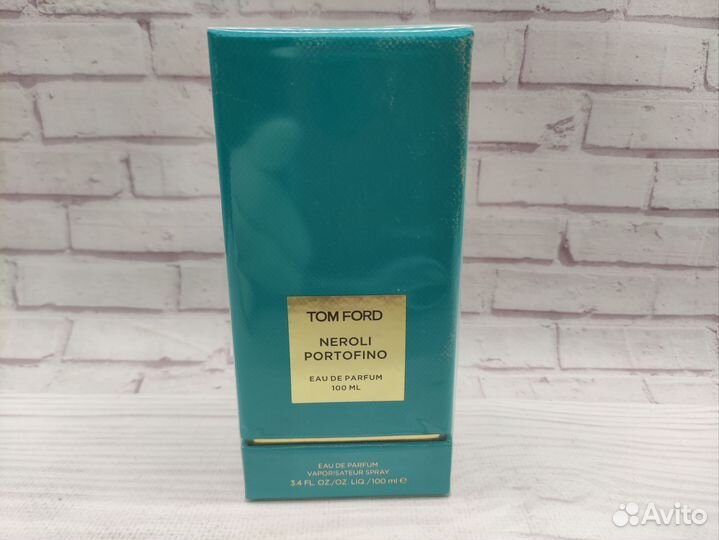 TOM FORD
NEROLI
PORTOFINO
EAU DE PARFUM
100 ML
EAU DE PARFUM
VAPORISATEUR SPRAY
3.4 FL. OZ./OZ. LIQ./100 ml ℮
Avito